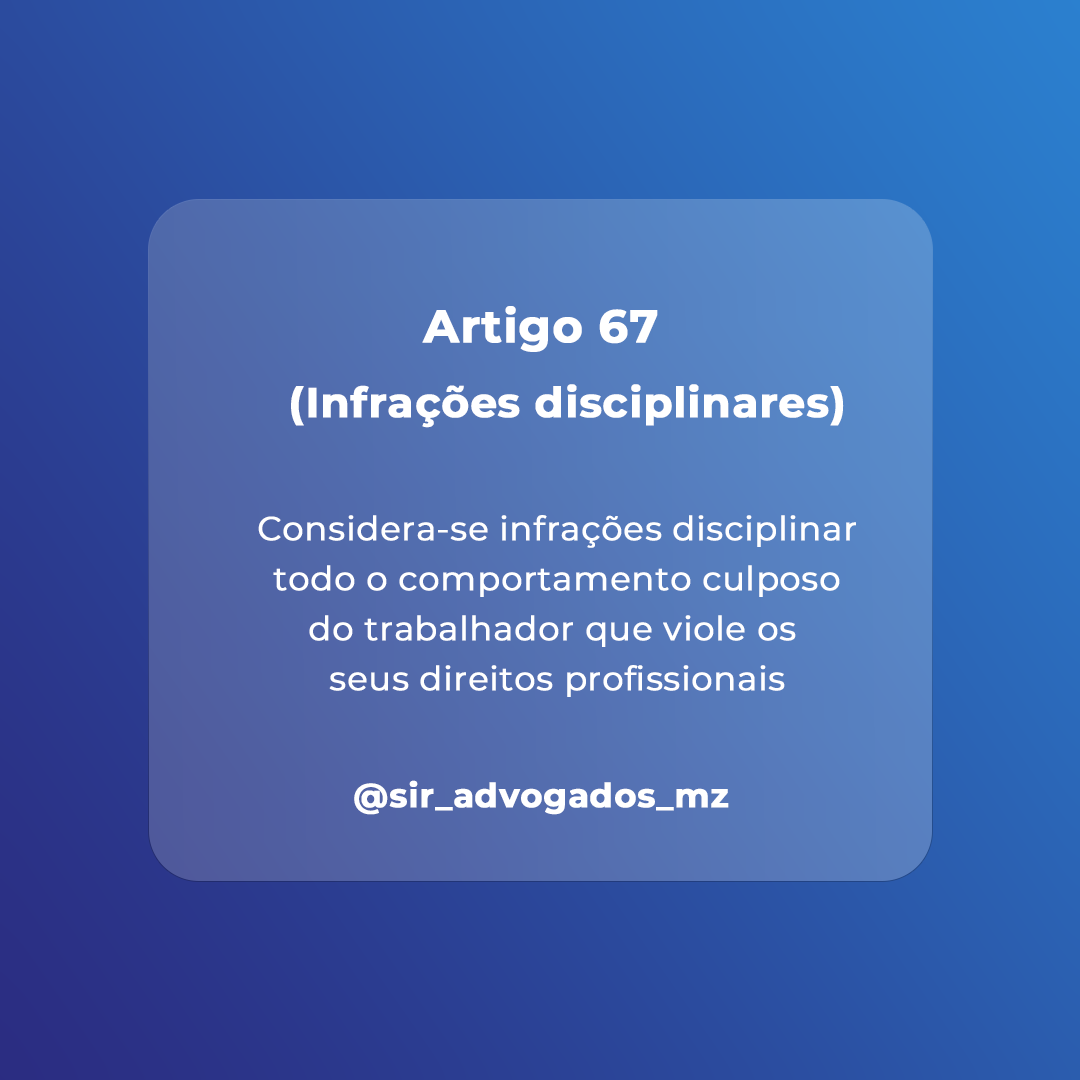 Artigo 67
(Infrações disciplinares)
Considera-se infrações disciplinar
todo o comportamento culposo
do trabalhador que viole os
seus direitos profissionais
@sir_advogados_mz